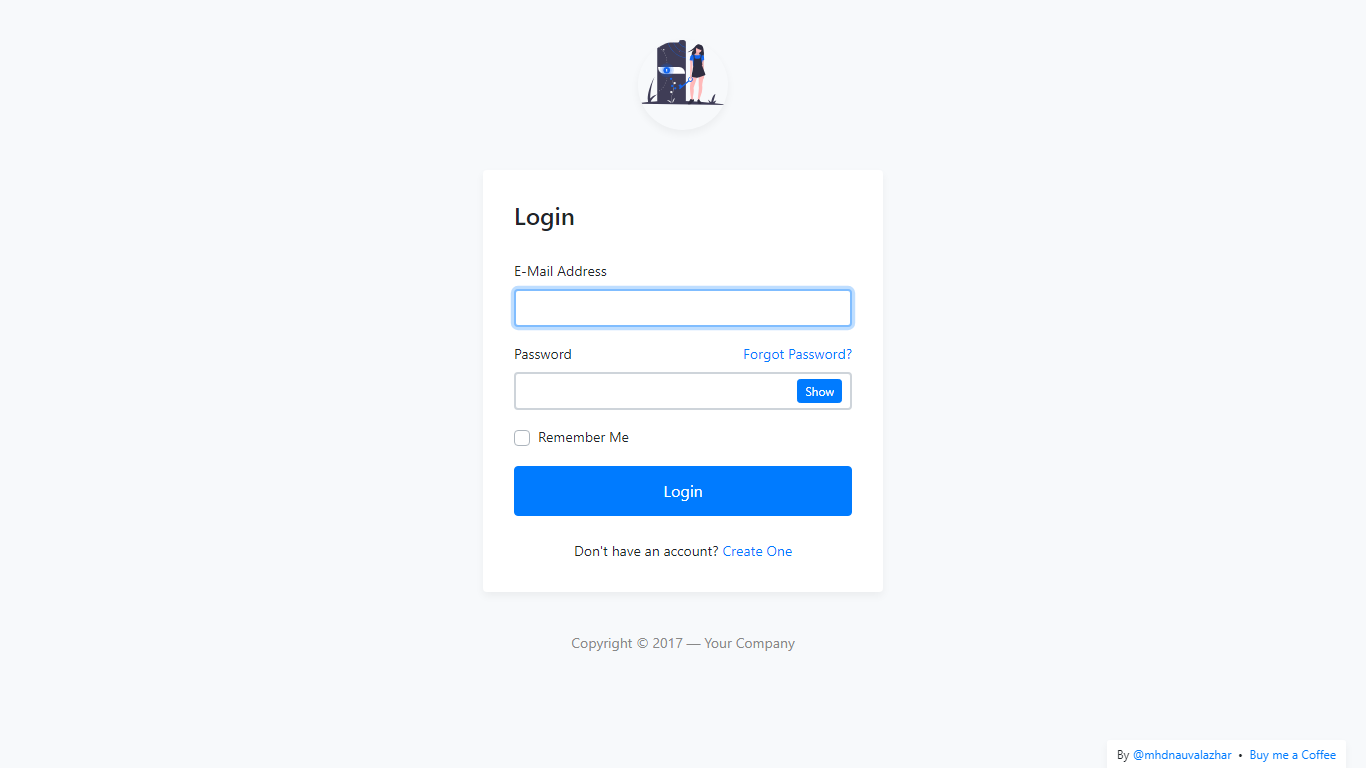 Login
E-Mail Address
Password Forgot Password?
Show
Remember Me
Login
Don't have an account? Create One
Copyright © 2017 — Your Company
By @mhdnauvalazhar • Buy me a Coffee